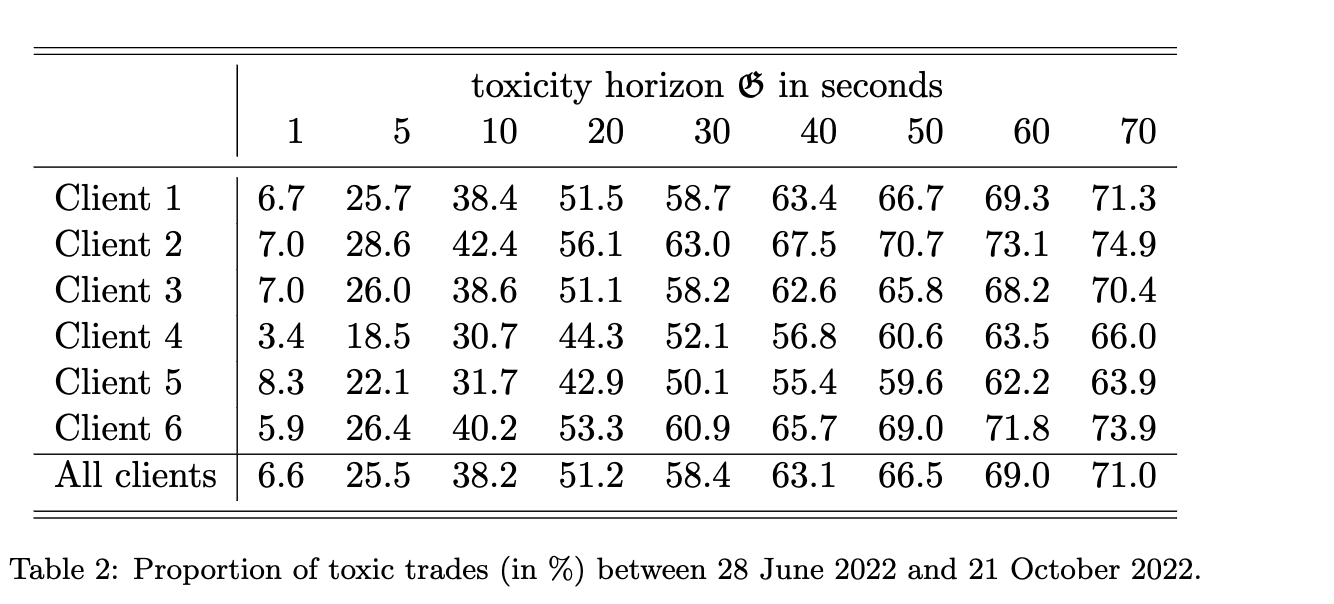 toxicity horizon 𝕲 in seconds
1 5 10 20 30 40 50 60 70
Client 1 6.7 25.7 38.4 51.5 58.7 63.4 66.7 69.3 71.3
Client 2 7.0 28.6 42.4 56.1 63.0 67.5 70.7 73.1 74.9
Client 3 7.0 26.0 38.6 51.1 58.2 62.6 65.8 68.2 70.4
Client 4 3.4 18.5 30.7 44.3 52.1 56.8 60.6 63.5 66.0
Client 5 8.3 22.1 31.7 42.9 50.1 55.4 59.6 62.2 63.9
Client 6 5.9 26.4 40.2 53.3 60.9 65.7 69.0 71.8 73.9
All clients 6.6 25.5 38.2 51.2 58.4 63.1 66.5 69.0 71.0
Table 2: Proportion of toxic trades (in %) between 28 June 2022 and 21 October 2022.